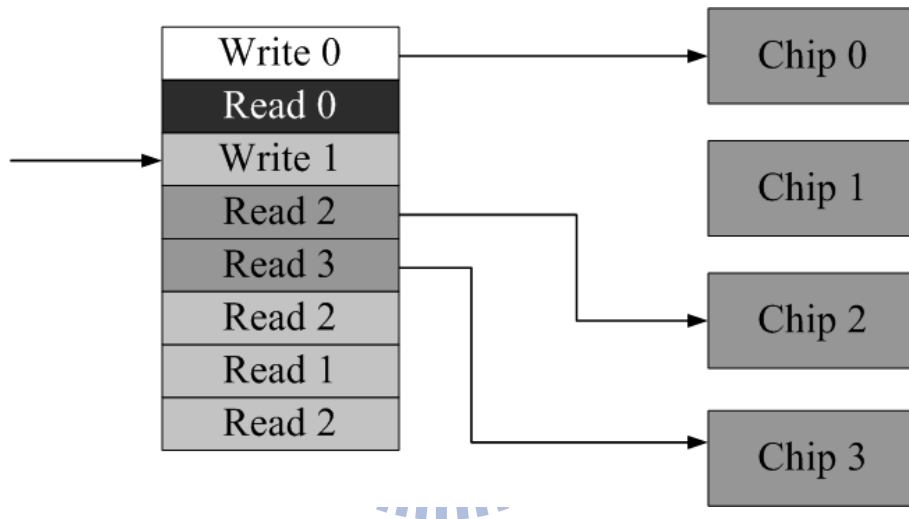 Write 0
Read 0
Write 1
Read 2
Read 3
Read 2
Read 1
Read 2
Chip 0
Chip 1
Chip 2
Chip 3